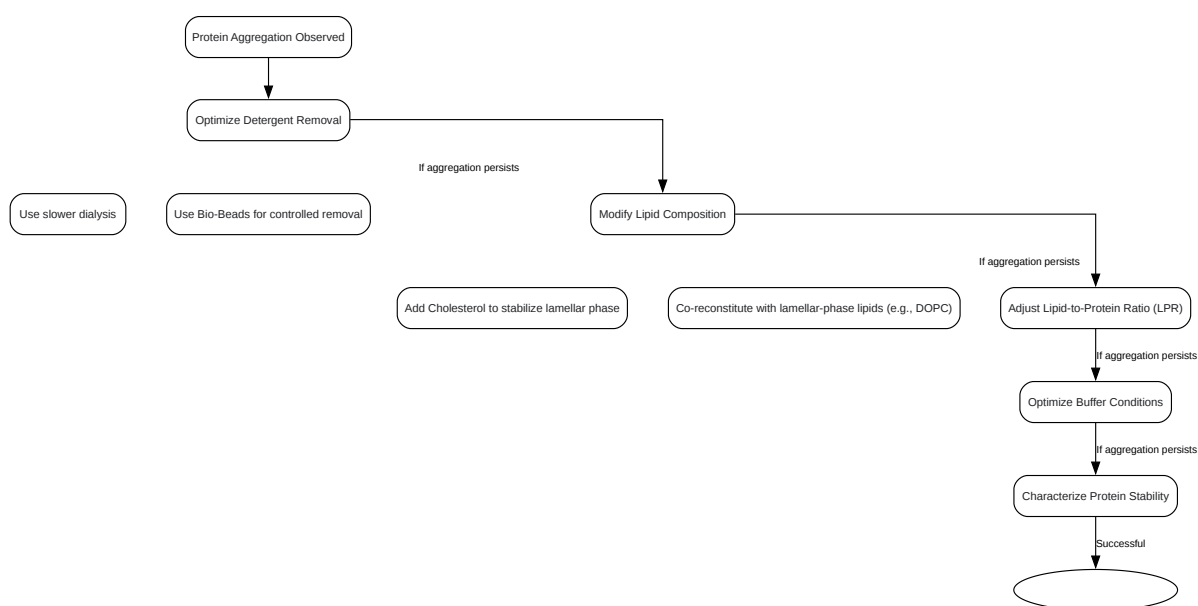 Protein Aggregation Observed
Optimize Detergent Removal
If aggregation persists
Use slower dialysis
Use Bio-Beads for controlled removal
Modify Lipid Composition
If aggregation persists
Add Cholesterol to stabilize lamellar phase
Co-reconstitute with lamellar-phase lipids (e.g., DOPC)
Adjust Lipid-to-Protein Ratio (LPR)
If aggregation persists
Optimize Buffer Conditions
If aggregation persists
Characterize Protein Stability
Successful